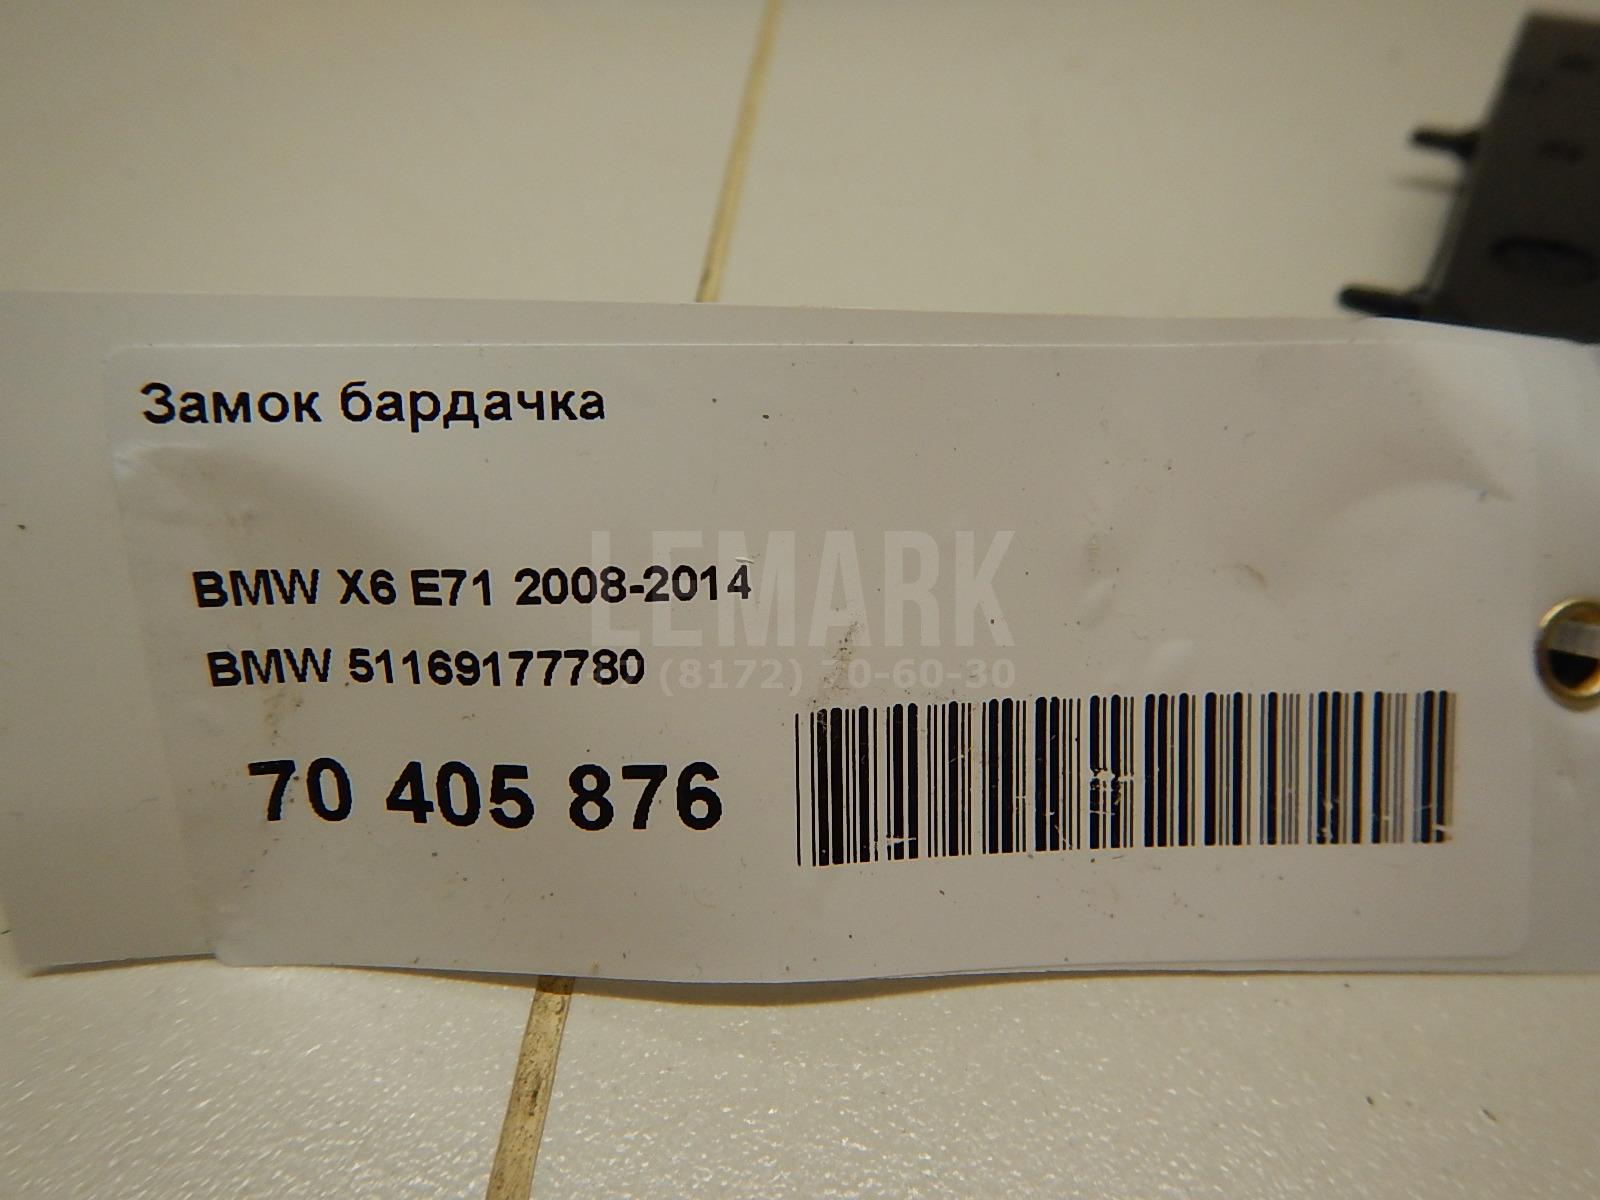 Замок бардачка
BMW X6 E71 2008-2014
LEMARK
BMW 51169177780
(8172) 70-60-30
70 405 876